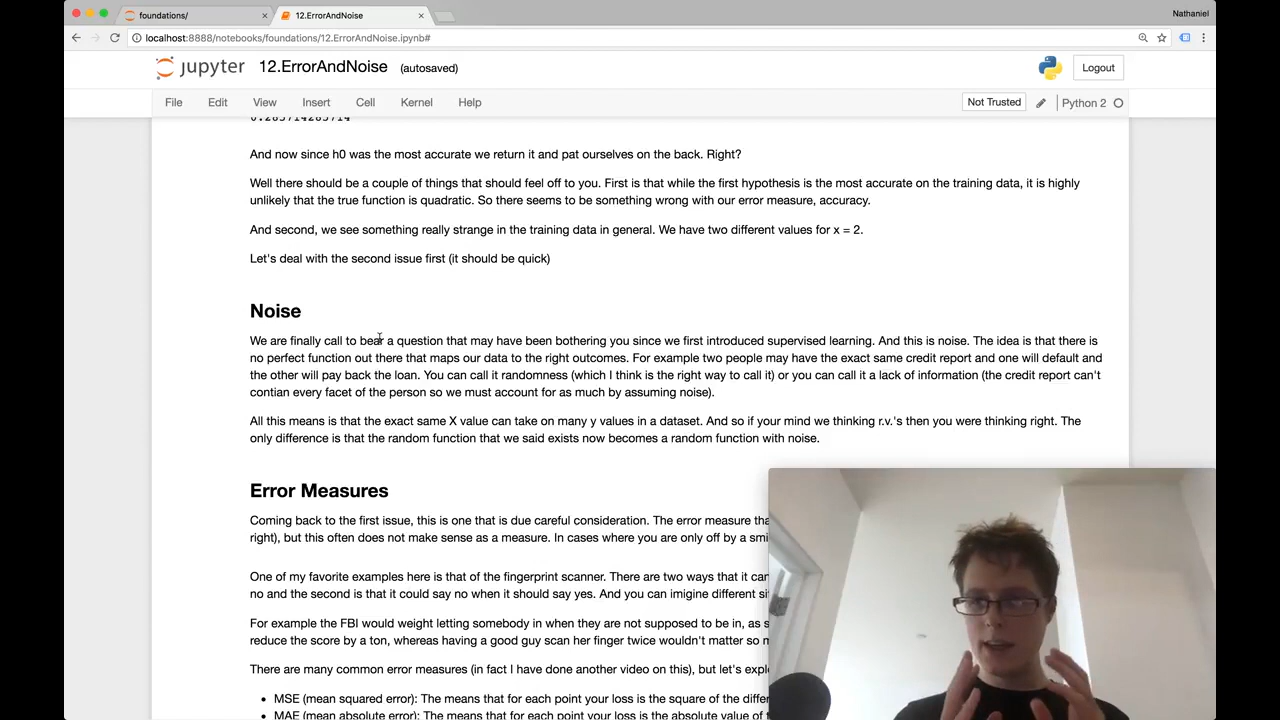 foundations/
12.ErrorAndNoise
Nathaniel
localhost:8888/notebooks/foundations/12.ErrorAndNoise.ipynb#
jupyter 12.ErrorAndNoise (autosaved)
Logout
File Edit View Insert Cell Kernel Help
Not Trusted
Python 2
0.285714285714
And now since h0 was the most accurate we return it and pat ourselves on the back. Right?
Well there should be a couple of things that should feel off to you. First is that while the first hypothesis is the most accurate on the training data, it is highly
unlikely that the true function is quadratic. So there seems to be something wrong with our error measure, accuracy.
And second, we see something really strange in the training data in general. We have two different values for x = 2.
Let's deal with the second issue first (it should be quick)
Noise
We are finally call to bear a question that may have been bothering you since we first introduced supervised learning. And this is noise. The idea is that there is
no perfect function out there that maps our data to the right outcomes. For example two people may have the exact same credit report and one will default and
the other will pay back the loan. You can call it randomness (which I think is the right way to call it) or you can call it a lack of information (the credit report can't
contian every facet of the person so we must account for as much by assuming noise).
All this means is that the exact same X value can take on many y values in a dataset. And so if your mind we thinking r.v.'s then you were thinking right. The
only difference is that the random function that we said exists now becomes a random function with noise.
Error Measures
Coming back to the first issue, this is one that is due careful consideration. The error measure tha
right), but this often does not make sense as a measure. In cases where you are only off by a smi
One of my favorite examples here is that of the fingerprint scanner. There are two ways that it can
no and the second is that it could say no when it should say yes. And you can imigine different si
For example the FBI would weight letting somebody in when they are not supposed to be in, as s
reduce the score by a ton, whereas having a good guy scan her finger twice wouldn't matter so m
There are many common error measures (in fact I have done another video on this), but let's expl
• MSE (mean squared error): The means that for each point your loss is the square of the differ
• MAE (mean absolute error): The means that for each point your loss is the absolute value of t